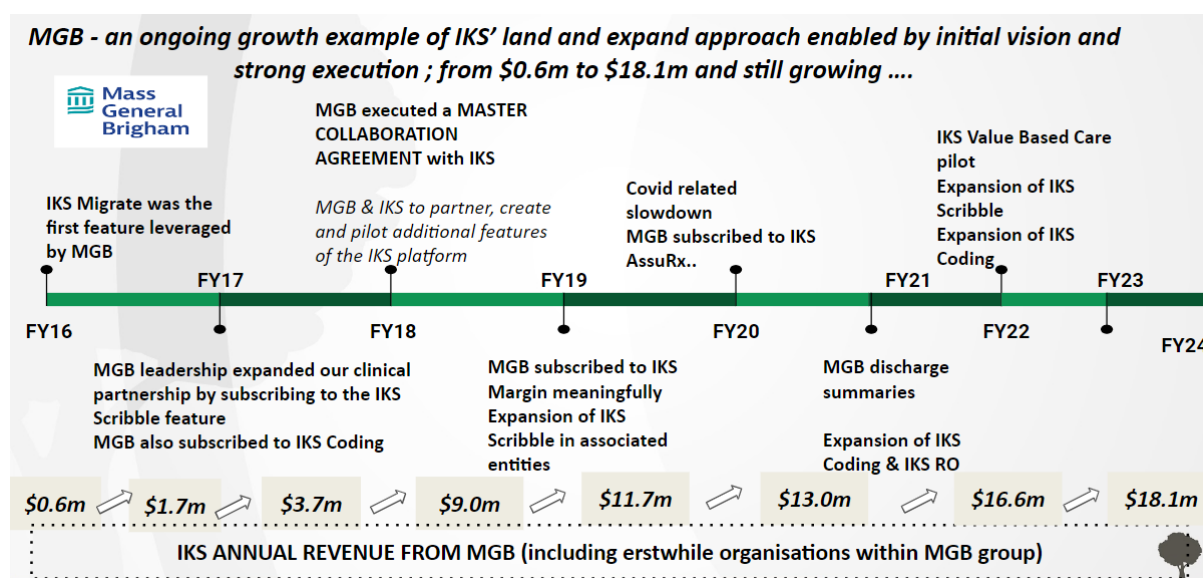 MGB - an ongoing growth example of IKS’ land and expand approach enabled by initial vision and
strong execution ; from $0.6m to $18.1m and still growing ....
Mass
General
Brigham
IKS Migrate was the
first feature leveraged
by MGB
MGB executed a MASTER
COLLABORATION
AGREEMENT with IKS
MGB & IKS to partner, create
and pilot additional features
of the IKS platform
Covid related
slowdown
MGB subscribed to IKS
AssuRx..
IKS Value Based Care
pilot
Expansion of IKS
Scribble
Expansion of IKS
Coding
FY17
FY19
FY21
FY23
FY16
FY18
FY20
FY22
FY24
MGB leadership expanded our clinical
partnership by subscribing to the IKS
Scribble feature
MGB also subscribed to IKS Coding
MGB subscribed to IKS
Margin meaningfully
Expansion of IKS
Scribble in associated
entities
MGB discharge
summaries
Expansion of IKS
Coding & IKS RO
$0.6m
$1.7m
$3.7m
$9.0m
$11.7m
$13.0m
$16.6m
$18.1m
IKS ANNUAL REVENUE FROM MGB (including erstwhile organisations within MGB group)